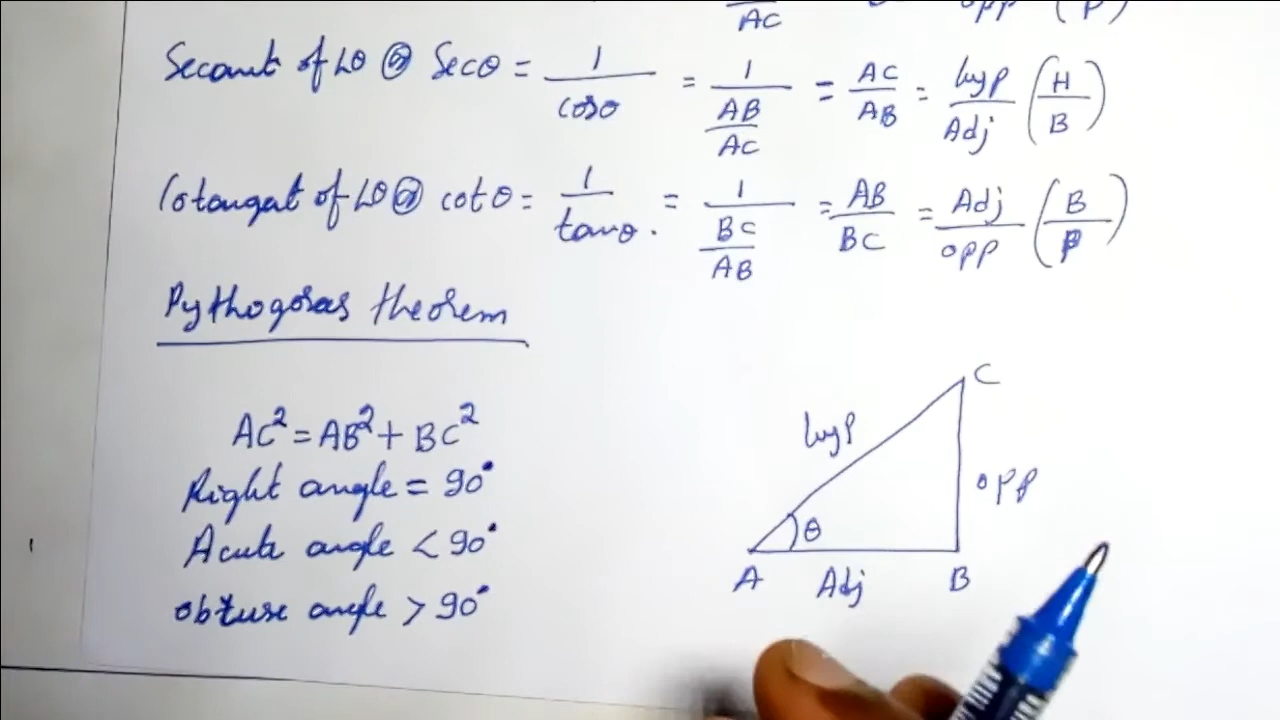 AC opp (P)
Secant of ∠θ @ Secθ = 1/cosθ = 1/(AB/AC) = AC/AB = hyp/Adj (H/B)
Cotangat of ∠θ @ cotθ = 1/tanθ. = 1/(BC/AB) = AB/BC = Adj/opp (B/P)
Pythogoras theorem
AC² = AB² + BC²
Right angle = 90°
Acute angle < 90°
obtuse angle > 90°
C
hyp
opp
θ
A Adj B